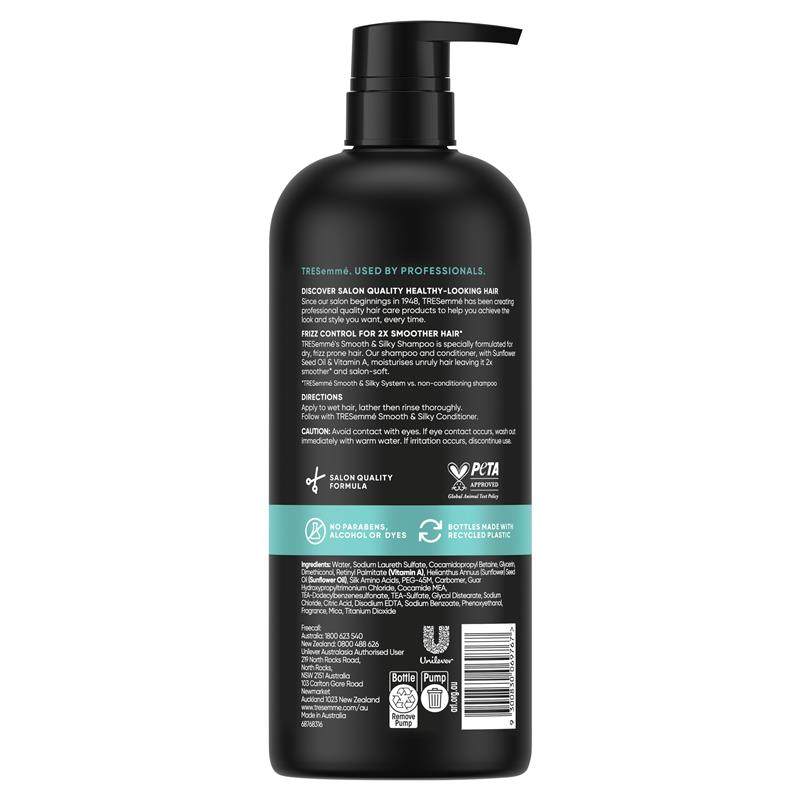 TRESemmé. USED BY PROFESSIONALS.
DISCOVER SALON QUALITY HEALTHY-LOOKING HAIR
Since our salon beginnings in 1948, TRESemmé has been creating
professional quality hair care products to help you achieve the
look and style you want, every time.
FRIZZ CONTROL FOR 2X SMOOTHER HAIR*
TRESemmé's Smooth & Silky Shampoo is specially formulated for
dry, frizz prone hair. Our shampoo and conditioner, with Sunflower
Seed Oil & Vitamin A, moisturises unruly hair leaving it 2x
smoother* and salon-soft.
*TRESemmé Smooth & Silky System vs. non-conditioning shampoo
DIRECTIONS
Apply to wet hair, lather then rinse thoroughly.
Follow with TRESemmé Smooth & Silky Conditioner.
CAUTION: Avoid contact with eyes. If eye contact occurs, wash out
immediately with warm water. If irritation occurs, discontinue use.
SALON QUALITY
FORMULA
PETA
APPROVED
Global Animal Test Policy
NO PARABENS,
ALCOHOL OR DYES
BOTTLES MADE WITH
RECYCLED PLASTIC
Ingredients: Water, Sodium Laureth Sulfate, Cocamidopropyl Betaine, Glycerin,
Dimethiconol, Retinyl Palmitate (Vitamin A), Helianthus Annuus (Sunflower) Seed
Oil (Sunflower Oil), Silk Amino Acids, PEG-45M, Carbomer, Guar
Hydroxypropyltrimonium Chloride, Cocamide MEA,
TEA-Dodecylbenzenesulfonate, TEA-Sulfate, Glycol Distearate, Sodium
Chloride, Citric Acid, Disodium EDTA, Sodium Benzoate, Phenoxyethanol,
Fragrance, Mica, Titanium Dioxide
Freecall:
Australia: 1800 623 540
New Zealand: 0800 488 626
Unilever Australasia Authorised User
219 North Rocks Road,
North Rocks,
NSW 2151 Australia
103 Carlton Gore Road
Newmarket
Auckland 1023 New Zealand
www.tresemme.com/au
Made in Australia
68768316
Unilever
Bottle
Remove
Pump
Pump
arl.org.au
9 300830 069767 >